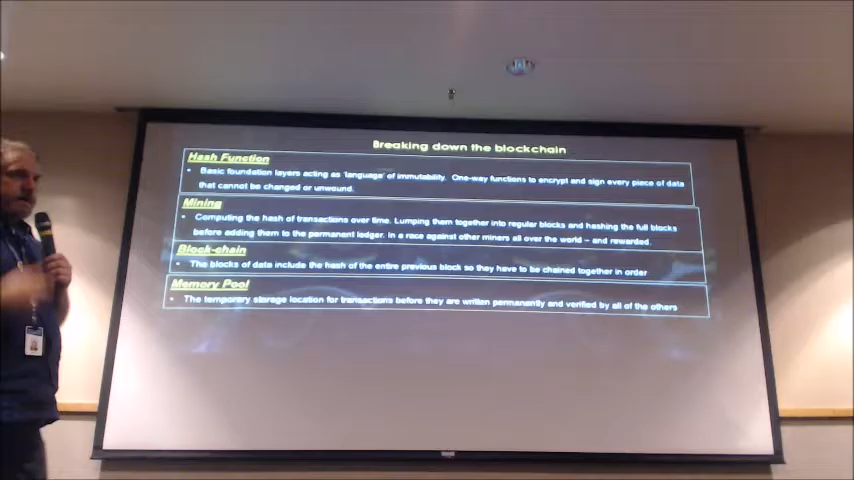 Breaking down the blockchain
Hash Function
• Basic foundation layers acting as 'language' of immutability. One-way functions to encrypt and sign every piece of data
that cannot be changed or unwound.
Mining
• Computing the hash of transactions over time. Lumping them together into regular blocks and hashing the full blocks
before adding them to the permanent ledger. In a race against other miners all over the world – and rewarded.
Block-chain
• The blocks of data include the hash of the entire previous block so they have to be chained together in order
Memory Pool
• The temporary storage location for transactions before they are written permanently and verified by all of the others